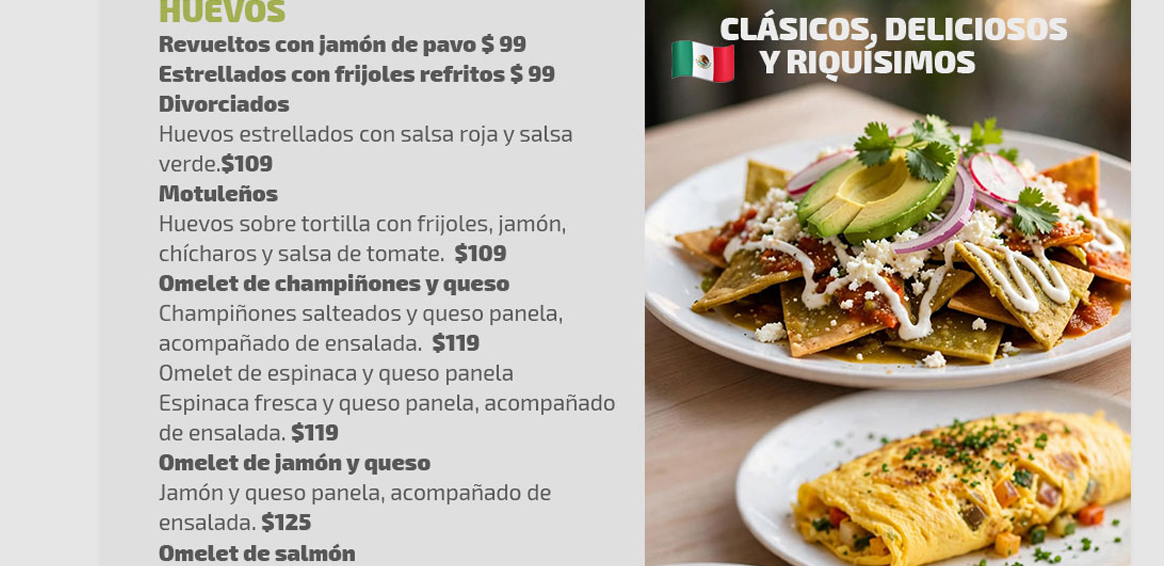 HUEVOS
Revueltos con jamón de pavo $ 99
Estrellados con frijoles refritos $ 99
Divorciados
Huevos estrellados con salsa roja y salsa
verde.$109
Motuleños
Huevos sobre tortilla con frijoles, jamón,
chícharos y salsa de tomate. $109
Omelet de champiñones y queso
Champiñones salteados y queso panela,
acompañado de ensalada. $119
Omelet de espinaca y queso panela
Espinaca fresca y queso panela, acompañado
de ensalada. $119
Omelet de jamón y queso
Jamón y queso panela, acompañado de
ensalada. $125
Omelet de salmón
CLÁSICOS, DELICIOSOS
Y RIQUÍSIMOS